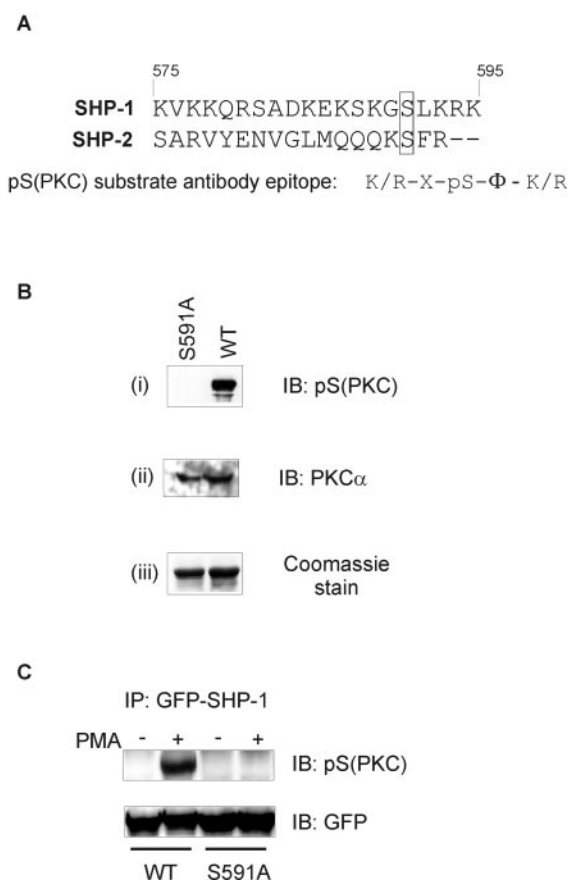 A
575 595
SHP-1 KVKKQRSADKEKSKGSLKRK
SHP-2 SARVYENVGLMQQQKSFR--
pS(PKC) substrate antibody epitope: K/R-X-pS-Φ-K/R
B
S591A WT
(i) IB: pS(PKC)
(ii) IB: PKCα
(iii) Coomassie
stain
C
IP: GFP-SHP-1
PMA - + - +
IB: pS(PKC)
IB: GFP
WT S591A